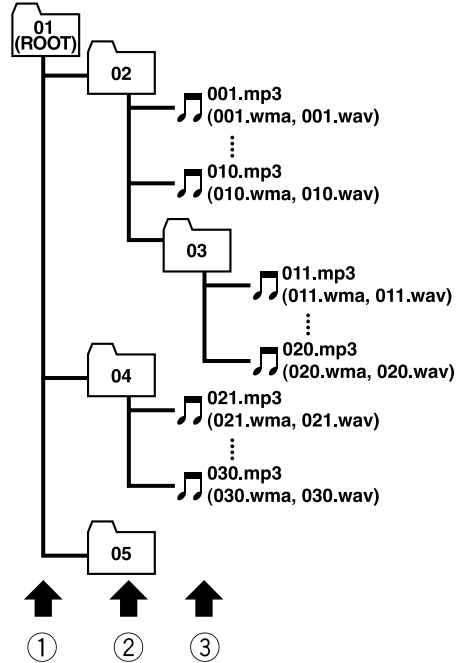 01
(ROOT)
02
001.mp3
(001.wma, 001.wav)
010.mp3
(010.wma, 010.wav)
03
011.mp3
(011.wma, 011.wav)
020.mp3
(020.wma, 020.wav)
04
021.mp3
(021.wma, 021.wav)
030.mp3
(030.wma, 030.wav)
05
① ② ③